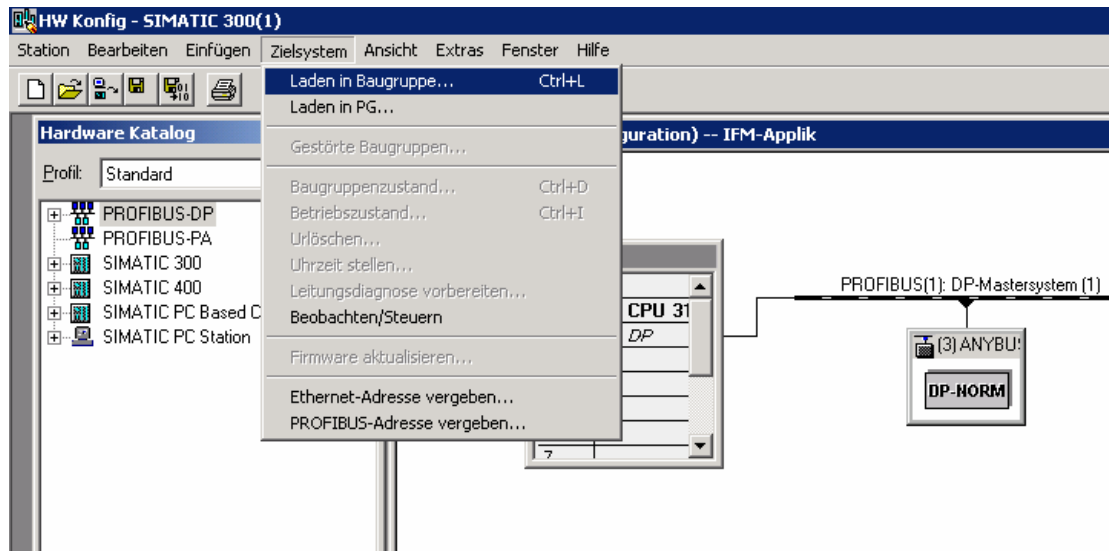 HW Konfig - SIMATIC 300(1)
Station Bearbeiten Einfügen Zielsystem Ansicht Extras Fenster Hilfe
Laden in Baugruppe... Ctrl+L
Laden in PG...
Gestörte Baugruppen...
Baugruppenzustand... Ctrl+D
Betriebszustand... Ctrl+I
Urlöschen...
Uhrzeit stellen...
Leitungsdiagnose vorbereiten...
Beobachten/Steuern
Firmware aktualisieren...
Ethernet-Adresse vergeben...
PROFIBUS-Adresse vergeben...
Hardware Katalog
Profil: Standard
PROFIBUS-DP
PROFIBUS-PA
SIMATIC 300
SIMATIC 400
SIMATIC PC Based C
SIMATIC PC Station
guration) -- IFM-Applik
CPU 31
DP
7
PROFIBUS(1): DP-Mastersystem (1)
(3) ANYBU
DP-NORM